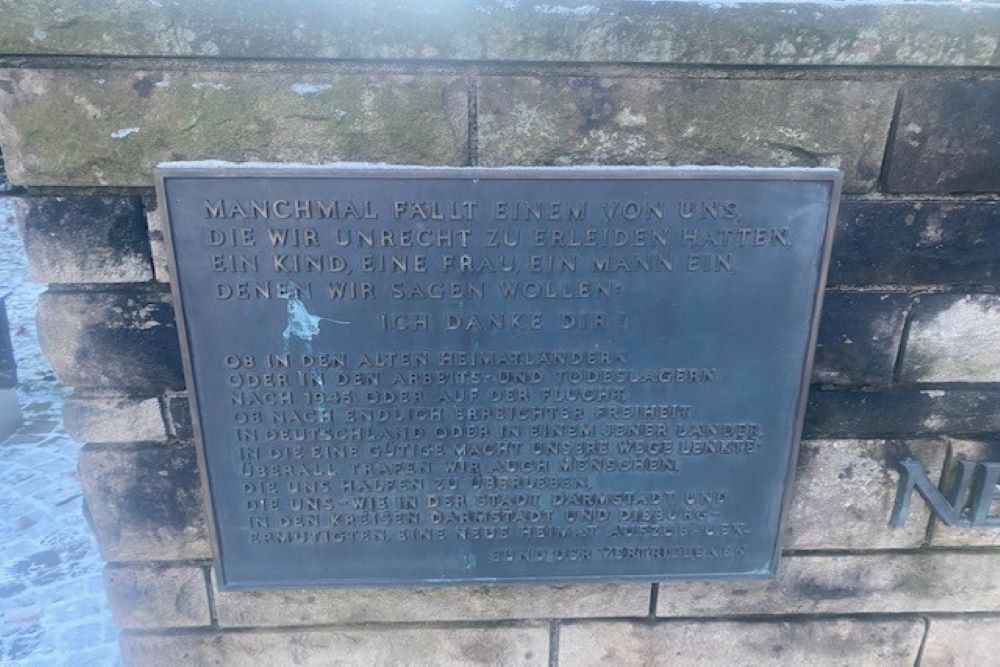 MANCHMAL FÄLLT EINEM VON UNS,
DIE WIR UNRECHT ZU ERLEIDEN HATTEN,
EIN KIND, EINE FRAU, EIN MANN EIN,
DENEN WIR SAGEN WOLLEN:
ICH DANKE DIR!
OB IN DEN ALTEN HEIMATLÄNDERN
ODER IN DEN ARBEITS- UND TODESLAGERN
NACH 1945 ODER AUF DER FLUCHT,
OB NACH ENDLICH ERREICHTER FREIHEIT
IN DEUTSCHLAND ODER IN EINEM JENER LÄNDER,
IN DIE EINE GÜTIGE MACHT UNSERE WEGE LENKTE:
ÜBERALL TRAFEN WIR AUCH MENSCHEN,
DIE UNS HALFEN ZU ÜBERLEBEN,
DIE UNS - WIE IN DER STADT DARMSTADT UND
IN DEN KREISEN DARMSTADT UND DIEBURG -
ERMUTIGTEN, EINE NEUE HEIMAT AUFZUBAUEN.
BUND DER VERTRIEBENEN
NE